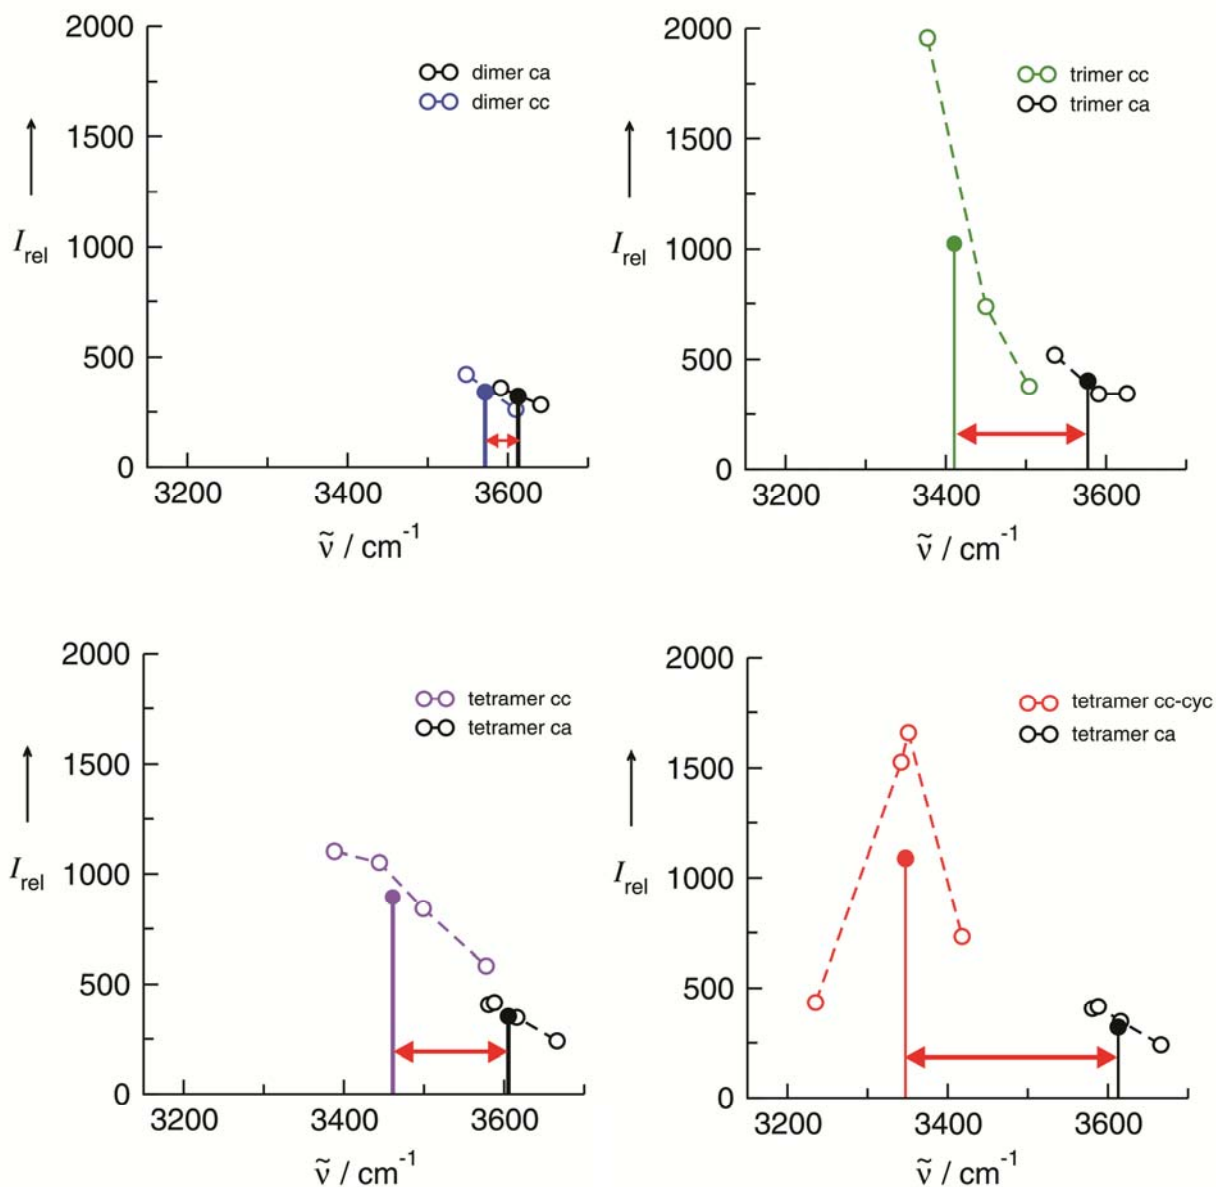 2000
1500
1000
500
0
I rel
dimer ca
dimer cc
3200 3400 3600
ν̃ / cm-1
2000
1500
1000
500
0
I rel
trimer cc
trimer ca
3200 3400 3600
ν̃ / cm-1
2000
1500
1000
500
0
I rel
tetramer cc
tetramer ca
3200 3400 3600
ν̃ / cm-1
2000
1500
1000
500
0
I rel
tetramer cc-cyc
tetramer ca
3200 3400 3600
ν̃ / cm-1